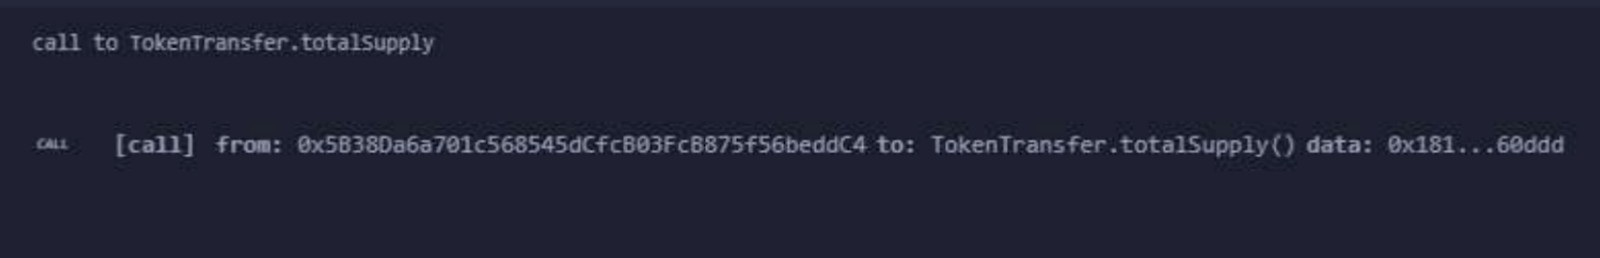 call to TokenTransfer.totalSupply
CALL [call] from: 0x5B38Da6a701c568545dCfcB03FcB875f56beddC4 to: TokenTransfer.totalSupply() data: 0x181...60ddd